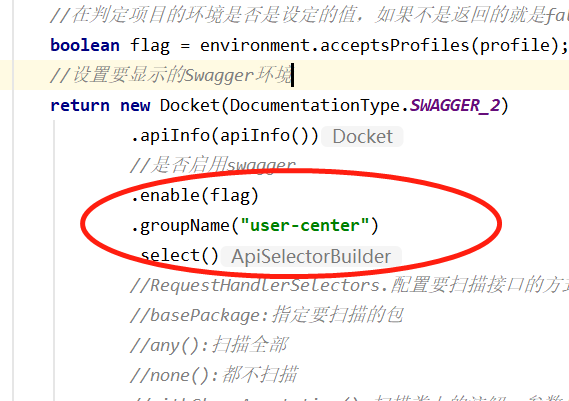 //在判定项目的环境是否是设定的值，如果不是返回的就是fal
boolean flag = environment.acceptsProfiles(profile);
//设置要显示的Swagger环境
return new Docket(DocumentationType.SWAGGER_2)
.apiInfo(apiInfo()) Docket
//是否启用swagger
.enable(flag)
.groupName("user-center")
.select() ApiSelectorBuilder
//RequestHandlerSelectors.配置要扫描接口的方式
//basePackage:指定要扫描的包
//any():扫描全部
//none():都不扫描